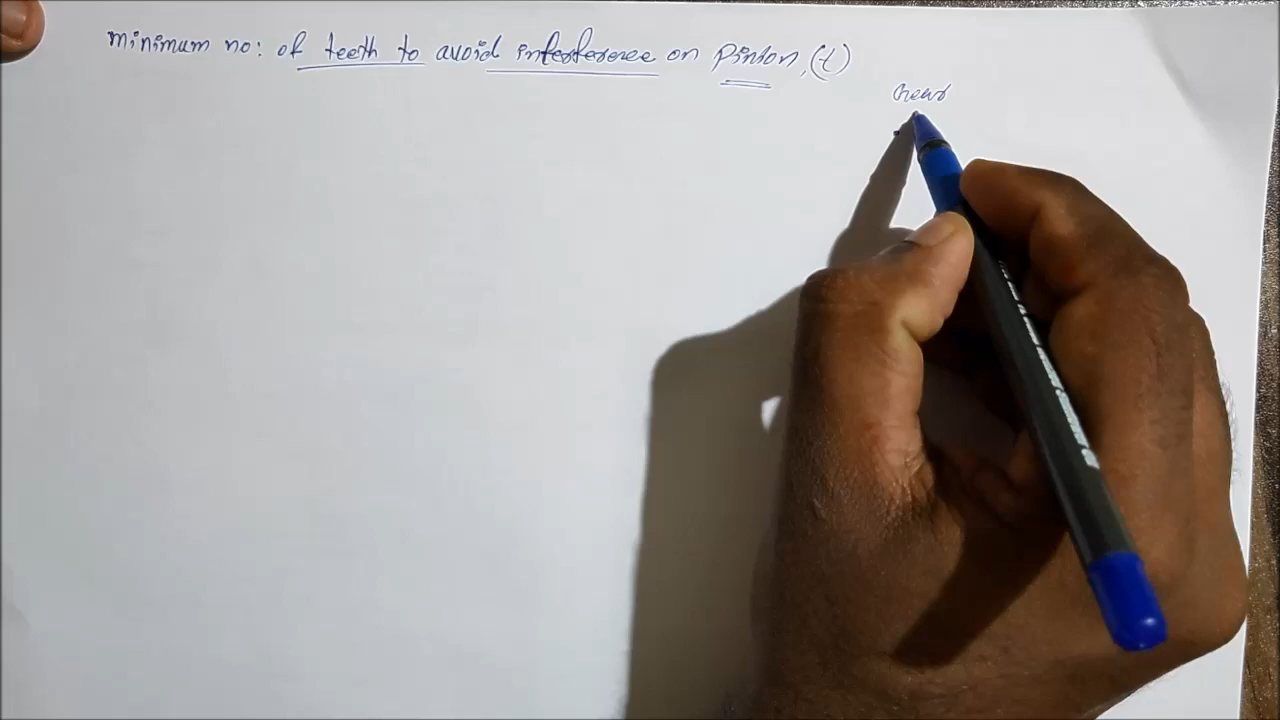 minimum no: of teeth to avoid interference on Pinion, (t)
Gear